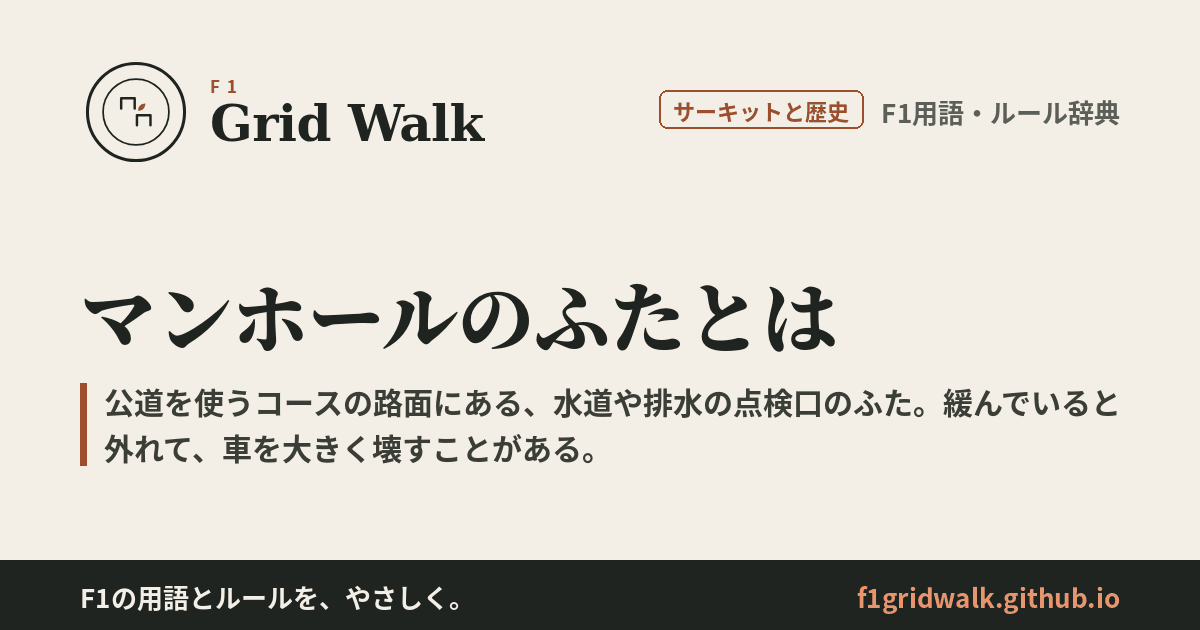 F1
Grid Walk
サーキットと歴史
F1用語・ルール辞典
マンホールのふたとは
公道を使うコースの路面にある、水道や排水の点検口のふた。緩んでいると
外れて、車を大きく壊すことがある。
F1の用語とルールを、やさしく。
f1gridwalk.github.io